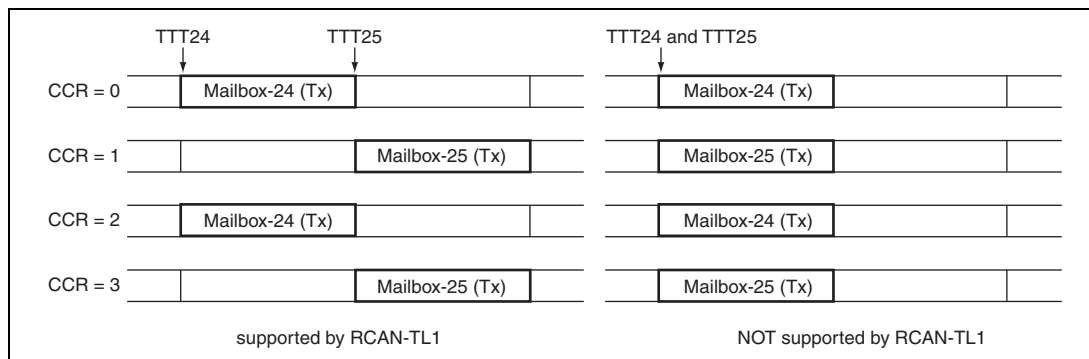 TTT24 TTT25 TTT24 and TTT25
CCR = 0 Mailbox-24 (Tx) Mailbox-24 (Tx)
CCR = 1 Mailbox-25 (Tx) Mailbox-25 (Tx)
CCR = 2 Mailbox-24 (Tx) Mailbox-24 (Tx)
CCR = 3 Mailbox-25 (Tx) Mailbox-25 (Tx)
supported by RCAN-TL1 NOT supported by RCAN-TL1